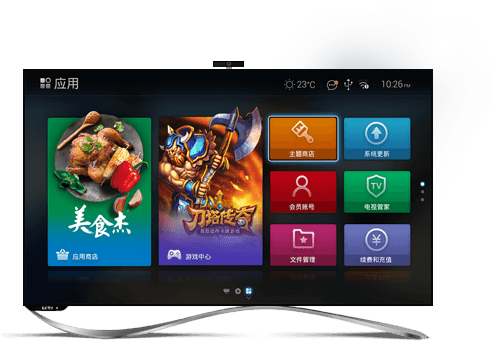 应用
23°C
10:26 PM
美食杰
应用商店
刀塔传奇
游戏中心
主题商店
系统更新
会员账号
TV
电视管家
文件管理
续费和充值